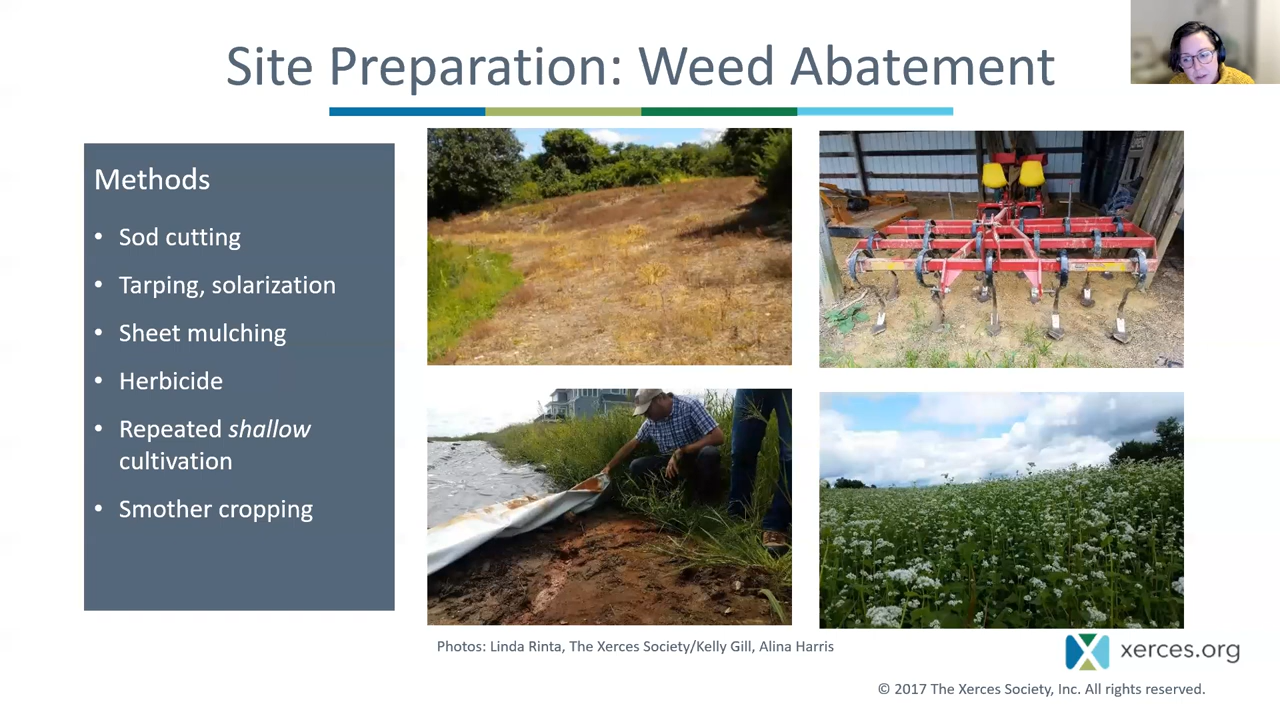 Site Preparation: Weed Abatement
Methods
• Sod cutting
• Tarping, solarization
• Sheet mulching
• Herbicide
• Repeated shallow
cultivation
• Smother cropping
Photos: Linda Rinta, The Xerces Society/Kelly Gill, Alina Harris
xerces.org
© 2017 The Xerces Society, Inc. All rights reserved.